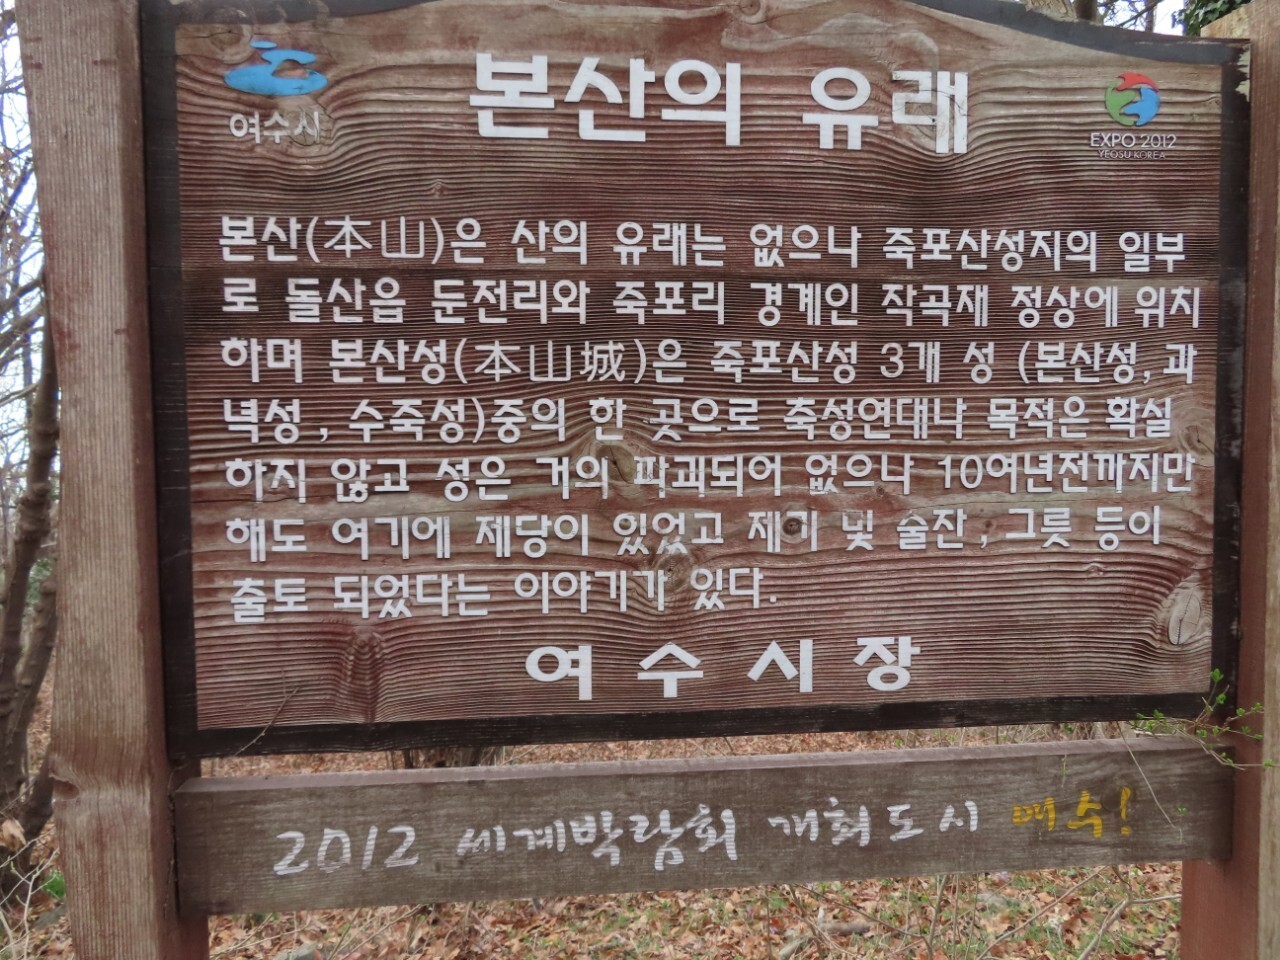 여수시
본산의 유래
EXPO 2012
YEOSU KOREA
본산(本山)은 산의 유래는 없으나 죽포산성지의 일부
로 돌산읍 둔전리와 죽포리 경계인 작곡재 정상에 위치
하며 본산성(本山城)은 죽포산성 3개 성 (본산성, 과
녁성, 수죽성)중의 한 곳으로 축성연대나 목적은 확실
하지 않고 성은 거의 파괴되어 없으나 10여년전까지만
해도 여기에 제당이 있었고 제기 및 술잔, 그릇 등이
출토 되었다는 이야기가 있다.
여수시장
2012 세계박람회 개최도시 여수!